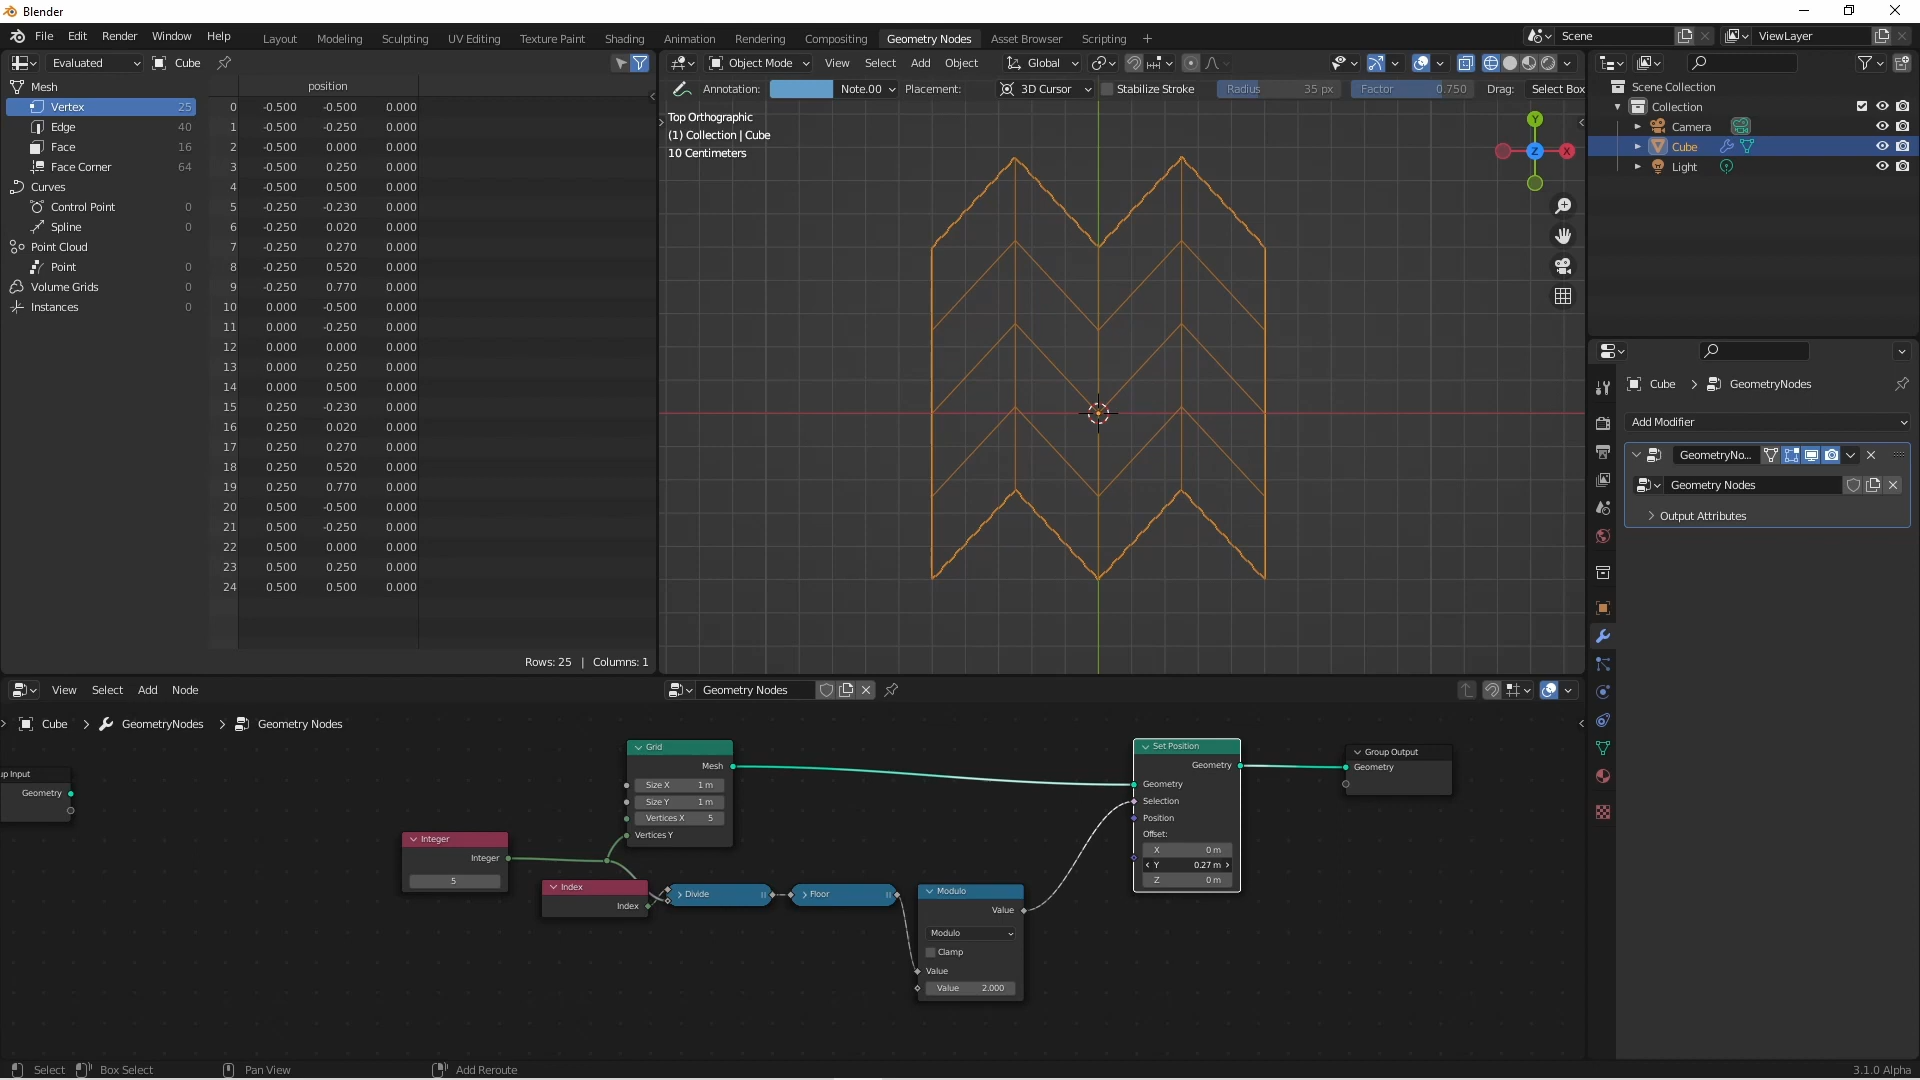 Blender
File Edit Render Window Help Layout Modeling Sculpting UV Editing Texture Paint Shading Animation Rendering Compositing Geometry Nodes Asset Browser Scripting +
Scene
ViewLayer
Evaluated Cube
Object Mode View Select Add Object Global
Annotation: Note.00 Placement: 3D Cursor Stabilize Stroke Radius 35 px Factor 0.750 Drag: Select Box
Mesh
Vertex 25
Edge 40
Face 16
Face Corner 64
Curves
Control Point 0
Spline 0
Point Cloud
Point 0
Volume Grids 0
Instances 0
position
0 -0.500 -0.500 0.000
1 -0.500 -0.250 0.000
2 -0.500 0.000 0.000
3 -0.500 0.250 0.000
4 -0.500 0.500 0.000
5 -0.250 -0.230 0.000
6 -0.250 0.020 0.000
7 -0.250 0.270 0.000
8 -0.250 0.520 0.000
9 -0.250 0.770 0.000
10 0.000 -0.500 0.000
11 0.000 -0.250 0.000
12 0.000 0.000 0.000
13 0.000 0.250 0.000
14 0.000 0.500 0.000
15 0.250 -0.230 0.000
16 0.250 0.020 0.000
17 0.250 0.270 0.000
18 0.250 0.520 0.000
19 0.250 0.770 0.000
20 0.500 -0.500 0.000
21 0.500 -0.250 0.000
22 0.500 0.000 0.000
23 0.500 0.250 0.000
24 0.500 0.500 0.000
Rows: 25 | Columns: 1
Top Orthographic
(1) Collection | Cube
10 Centimeters
Y
Z
X
Scene Collection
Collection
Camera
Cube
Light
Cube GeometryNodes
Add Modifier
GeometryNo...
Geometry Nodes
Output Attributes
View Select Add Node Geometry Nodes
Cube GeometryNodes Geometry Nodes
up Input
Geometry
Integer
Integer
5
Grid
Mesh
Size X 1 m
Size Y 1 m
Vertices X 5
Vertices Y
Index
Index
Divide
Floor
Modulo
Value
Modulo
Clamp
Value
Value 2.000
Set Position
Geometry
Geometry
Selection
Position
Offset:
X 0 m
Y 0.27 m
Z 0 m
Group Output
Geometry
Select Box Select Pan View Add Reroute 3.1.0 Alpha